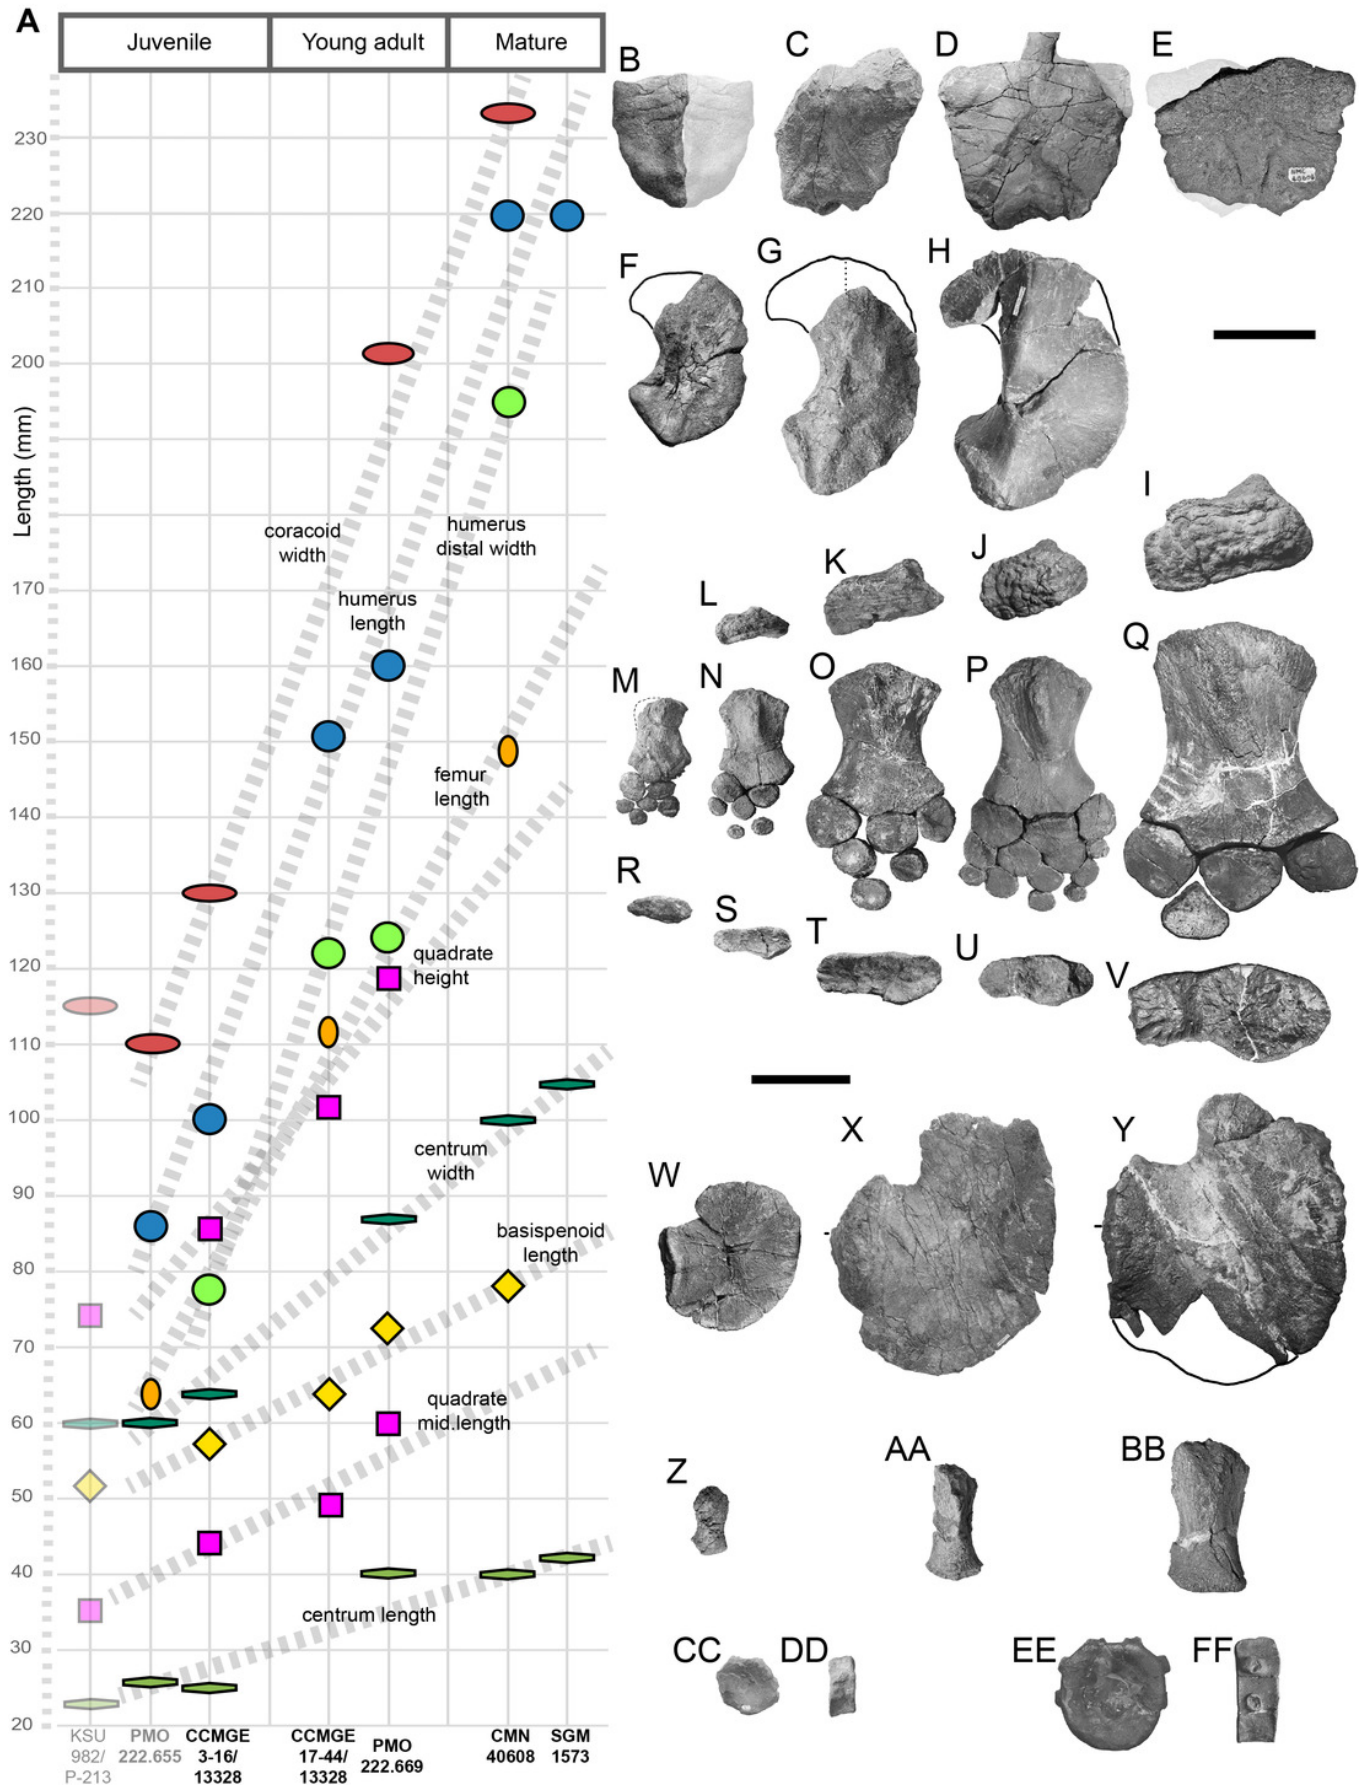 A
Juvenile
Young adult
Mature
Length (mm)
230
220
210
200
170
160
150
140
130
120
110
100
90
80
70
60
50
40
30
20
coracoid
width
humerus
distal width
humerus
length
femur
length
quadrate
height
centrum
width
basispenoid
length
quadrate
mid.length
centrum length
KSU
982/
P-213
PMO
222.655
CCMGE
3-16/
13328
CCMGE
17-44/
13328
PMO
222.669
CMN
40608
SGM
1573
B
C
D
E
F
G
H
I
J
K
L
M
N
O
P
Q
R
S
T
U
V
W
X
Y
Z
AA
BB
CC
DD
EE
FF